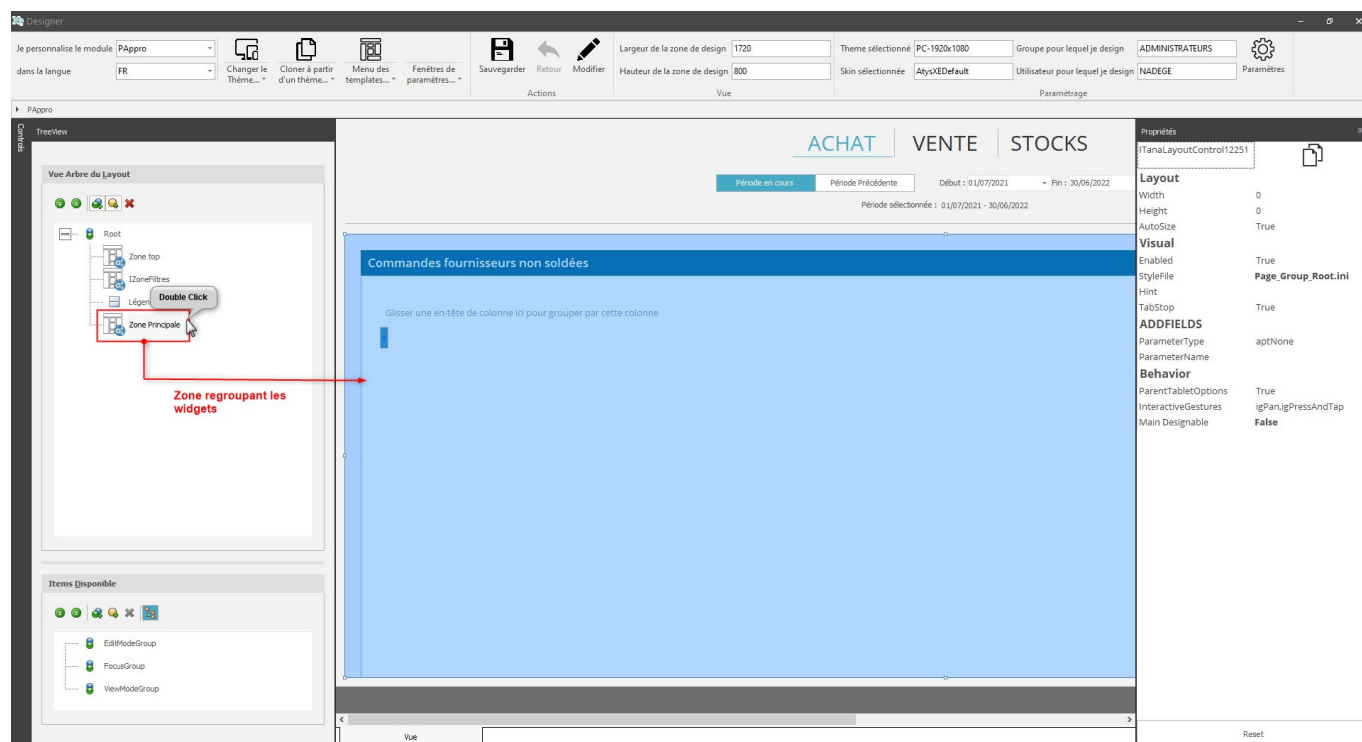 Designer
Je personnalise le module PAppro
dans la langue FR
Changer le Thème...
Cloner à partir d'un thème...
Menu des templates...
Fenêtres de paramètres...
Sauvegarder
Retour
Modifier
Actions
Largeur de la zone de design 1720
Hauteur de la zone de design 800
Vue
Theme sélectionné PC-1920x1080
Skin sélectionnée AtysXEDefault
Groupe pour lequel je design ADMINISTRATEURS
Utilisateur pour lequel je design NADEGE
Paramétrage
Paramètres
PAppro
Controls
TreeView
Vue Arbre du Layout
Root
Zone top
IZoneFiltres
Légen
Double Click
Zone Principale
Zone regroupant les
widgets
Items Disponible
EditModeGroup
FocusGroup
ViewModeGroup
ACHAT
VENTE
STOCKS
Période en cours
Période Précédente
Début : 01/07/2021
Fin : 30/06/2022
Période sélectionnée : 01/07/2021 - 30/06/2022
Commandes fournisseurs non soldées
Glisser une en-tête de colonne ici pour grouper par cette colonne
Vue
Propriétés
ITanaLayoutControl12251
Layout
Width 0
Height 0
AutoSize True
Visual
Enabled True
StyleFile Page_Group_Root.ini
Hint
TabStop True
ADDFIELDS
ParameterType aptNone
ParameterName
Behavior
ParentTabletOptions True
InteractiveGestures igPan,igPressAndTap
Main Designable False
Reset